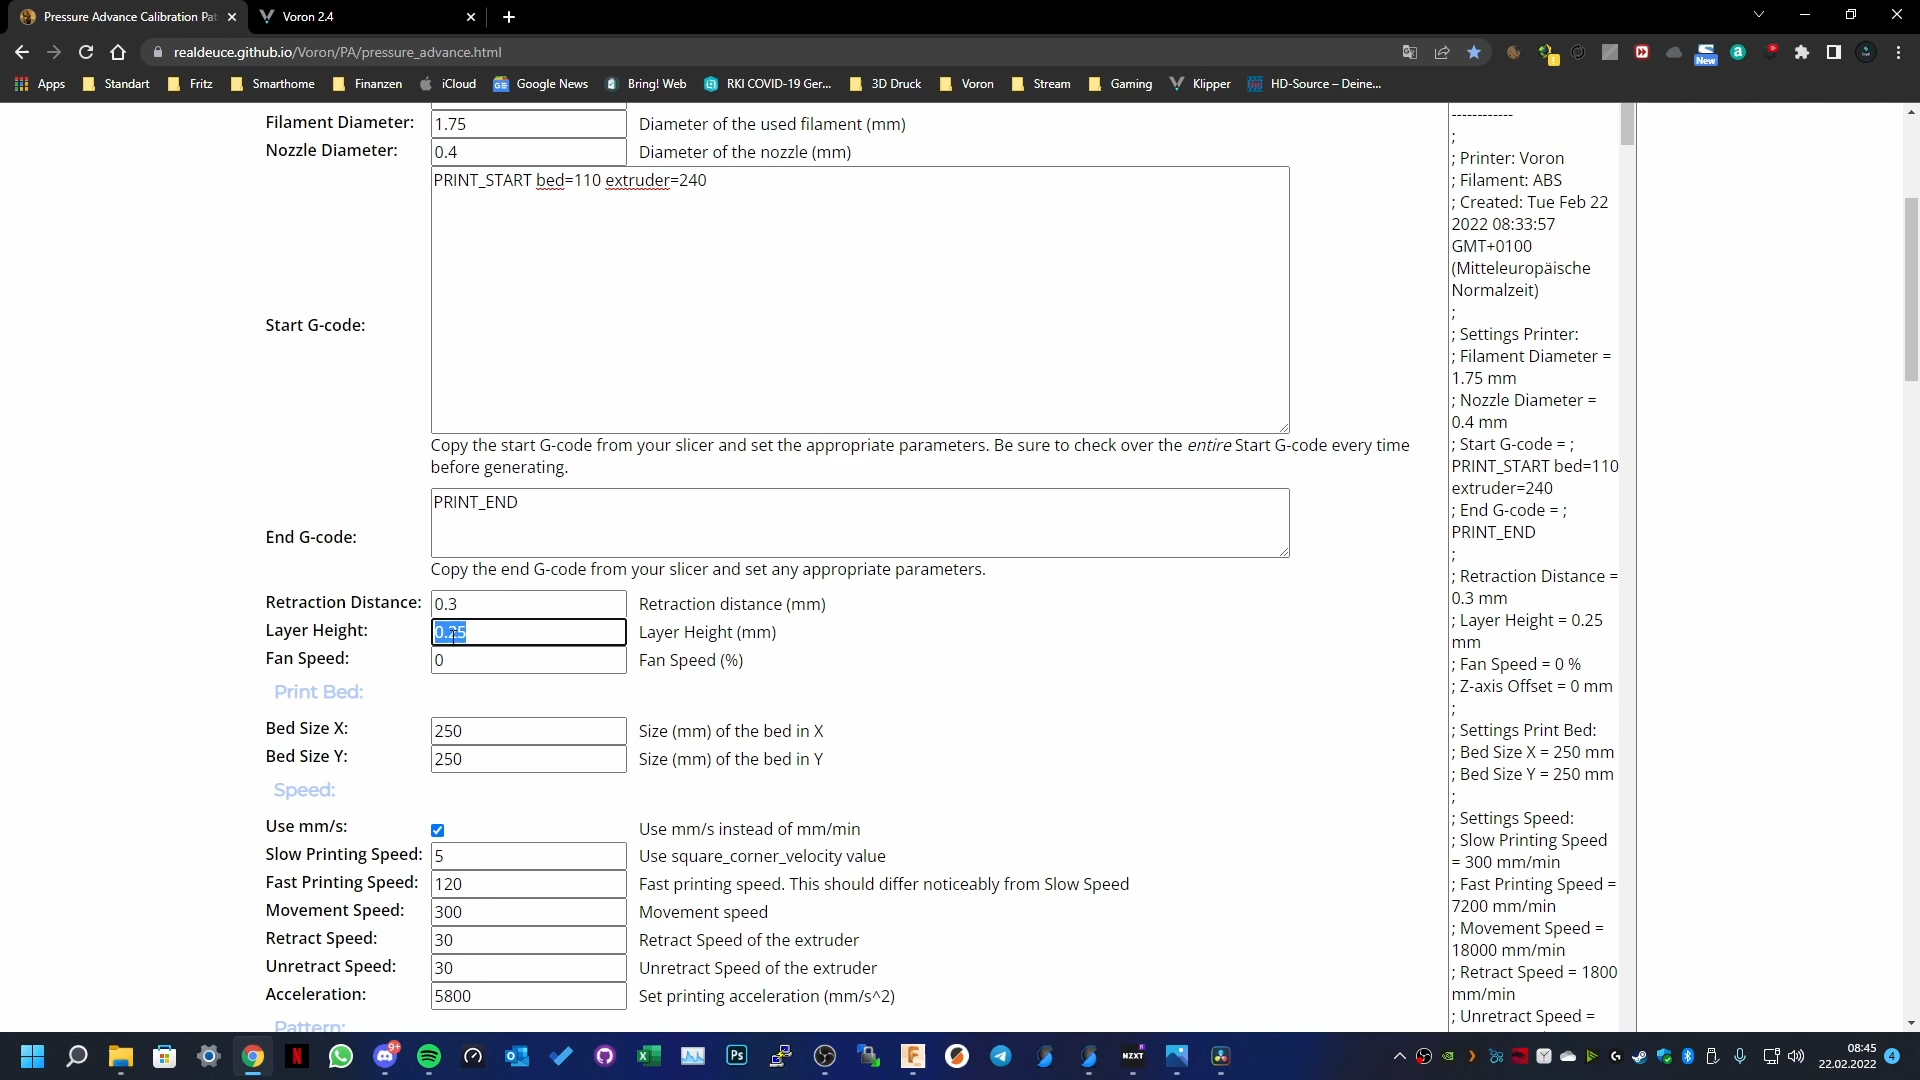 Pressure Advance Calibration Pat
Voron 2.4
realdeuce.github.io/Voron/PA/pressure_advance.html
Apps
Standart
Fritz
Smarthome
Finanzen
iCloud
Google News
Bring! Web
RKI COVID-19 Ger...
3D Druck
Voron
Stream
Gaming
Klipper
HD-Source – Deine...
New
Filament Diameter: 1.75 Diameter of the used filament (mm)
Nozzle Diameter: 0.4 Diameter of the nozzle (mm)
PRINT_START bed=110 extruder=240
Start G-code:
Copy the start G-code from your slicer and set the appropriate parameters. Be sure to check over the entire Start G-code every time
before generating.
PRINT_END
End G-code:
Copy the end G-code from your slicer and set any appropriate parameters.
Retraction Distance: 0.3 Retraction distance (mm)
Layer Height: 0.25 Layer Height (mm)
Fan Speed: 0 Fan Speed (%)
Print Bed:
Bed Size X: 250 Size (mm) of the bed in X
Bed Size Y: 250 Size (mm) of the bed in Y
Speed:
Use mm/s: Use mm/s instead of mm/min
Slow Printing Speed: 5 Use square_corner_velocity value
Fast Printing Speed: 120 Fast printing speed. This should differ noticeably from Slow Speed
Movement Speed: 300 Movement speed
Retract Speed: 30 Retract Speed of the extruder
Unretract Speed: 30 Unretract Speed of the extruder
Acceleration: 5800 Set printing acceleration (mm/s^2)
Pattern:
------------
;
; Printer: Voron
; Filament: ABS
; Created: Tue Feb 22
2022 08:33:57
GMT+0100
(Mitteleuropäische
Normalzeit)
;
; Settings Printer:
; Filament Diameter =
1.75 mm
; Nozzle Diameter =
0.4 mm
; Start G-code = ;
PRINT_START bed=110
extruder=240
; End G-code = ;
PRINT_END
;
; Retraction Distance =
0.3 mm
; Layer Height = 0.25
mm
; Fan Speed = 0 %
; Z-axis Offset = 0 mm
;
; Settings Print Bed:
; Bed Size X = 250 mm
; Bed Size Y = 250 mm
;
; Settings Speed:
; Slow Printing Speed
= 300 mm/min
; Fast Printing Speed =
7200 mm/min
; Movement Speed =
18000 mm/min
; Retract Speed = 1800
mm/min
; Unretract Speed =
9+
Ps
NZXT
08:45
22.02.2022
4